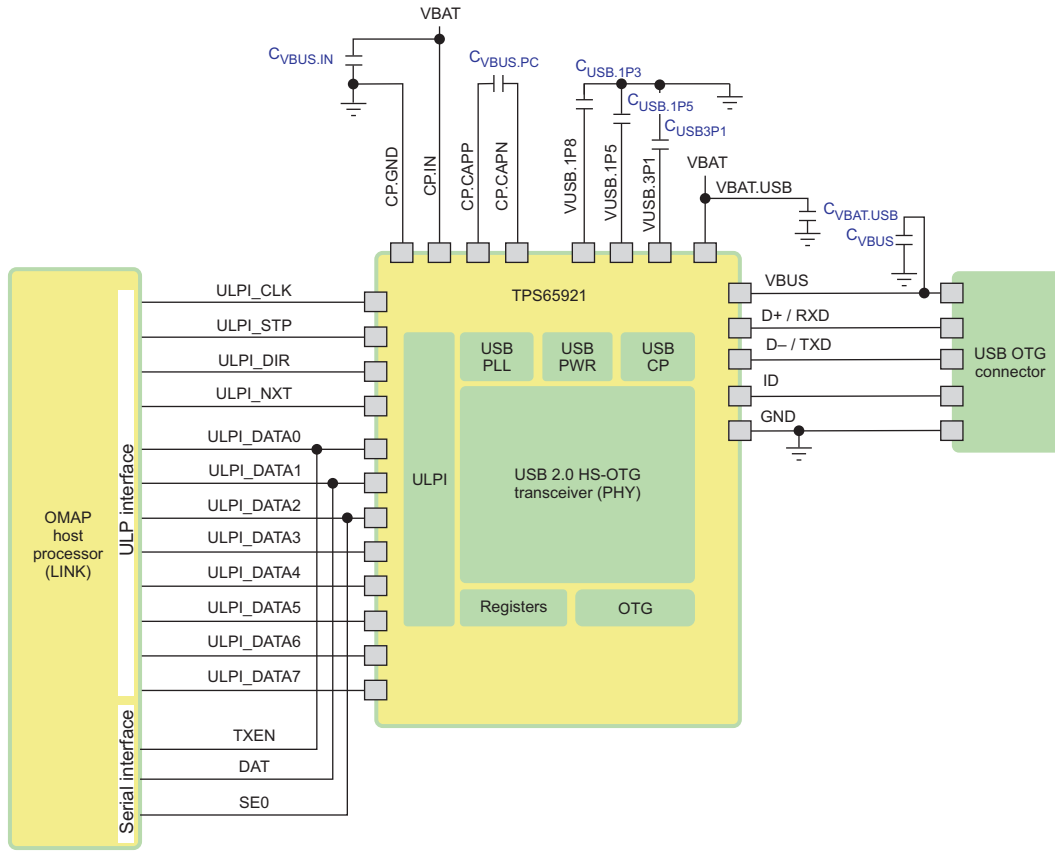 VBAT
CVBUS.IN
CVBUS.PC
CUSB.1P3
CUSB.1P5
CUSB3P1
CP.GND
CP.IN
CP.CAPP
CP.CAPN
VUSB.1P8
VUSB.1P5
VUSB.3P1
VBAT
VBAT.USB
CVBAT.USB
CVBUS
TPS65921
VBUS
D+ / RXD
D– / TXD
ID
GND
USB OTG
connector
ULPI_CLK
ULPI_STP
ULPI_DIR
ULPI_NXT
ULPI_DATA0
ULPI_DATA1
ULPI_DATA2
ULPI_DATA3
ULPI_DATA4
ULPI_DATA5
ULPI_DATA6
ULPI_DATA7
TXEN
DAT
SE0
OMAP
host
processor
(LINK)
ULP interface
Serial interface
ULPI
USB
PLL
USB
PWR
USB
CP
USB 2.0 HS-OTG
transceiver (PHY)
Registers
OTG